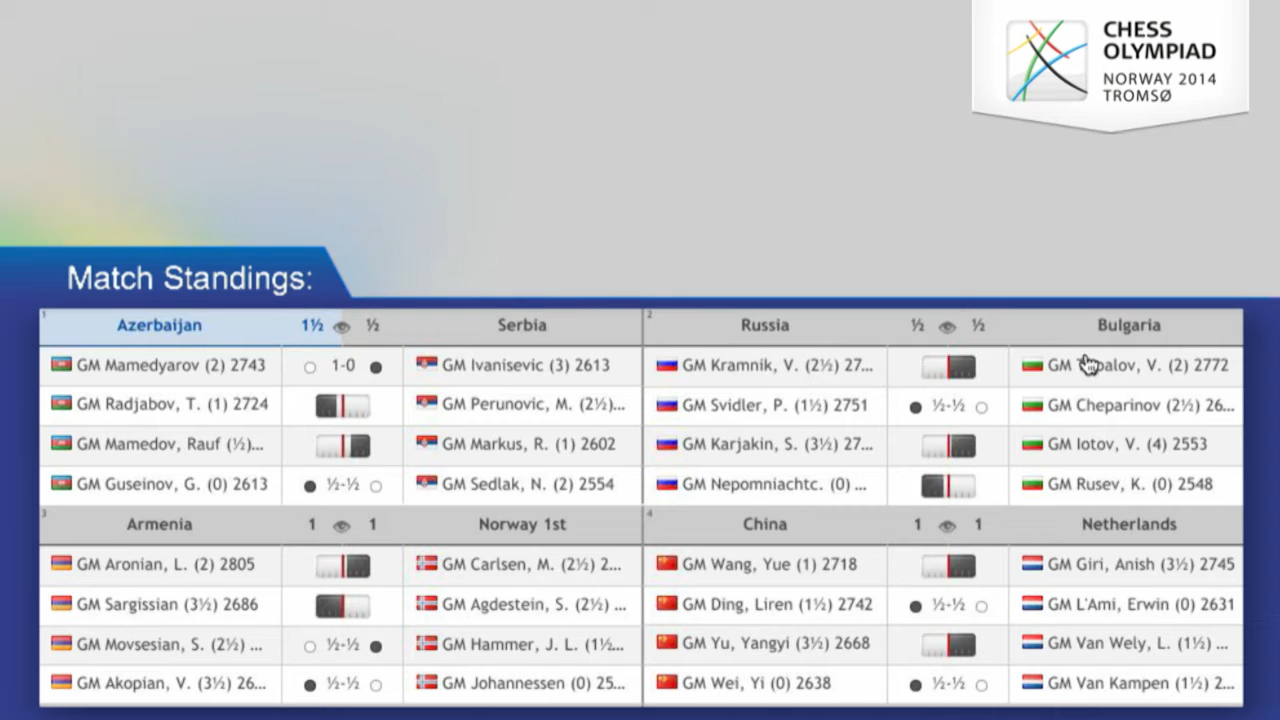 CHESS
OLYMPIAD
NORWAY 2014
TROMSØ
Match Standings:
1 Azerbaijan 1½ ½ Serbia
GM Mamedyarov (2) 2743 1-0 GM Ivanisevic (3) 2613
GM Radjabov, T. (1) 2724 GM Perunovic, M. (2½)...
GM Mamedov, Rauf (½)... GM Markus, R. (1) 2602
GM Guseinov, G. (0) 2613 ½-½ GM Sedlak, N. (2) 2554
2 Russia ½ ½ Bulgaria
GM Kramnik, V. (2½) 27... GM V. (2) 2772
GM Svidler, P. (1½) 2751 ½-½ GM Cheparinov (2½) 26...
GM Karjakin, S. (3½) 27... GM Iotov, V. (4) 2553
GM Nepomniachtc. (0) ... GM Rusev, K. (0) 2548
3 Armenia 1 1 Norway 1st
GM Aronian, L. (2) 2805 GM Carlsen, M. (2½) 2...
GM Sargissian (3½) 2686 GM Agdestein, S. (2½) ...
GM Movsesian, S. (2½) ... ½-½ GM Hammer, J. L. (1½...
GM Akopian, V. (3½) 26... ½-½ GM Johannessen (0) 25...
4 China 1 1 Netherlands
GM Wang, Yue (1) 2718 GM Giri, Anish (3½) 2745
GM Ding, Liren (1½) 2742 ½-½ GM L'Ami, Erwin (0) 2631
GM Yu, Yangyi (3½) 2668 GM Van Wely, L. (1½) ...
GM Wei, Yi (0) 2638 ½-½ GM Van Kampen (1½) 2...